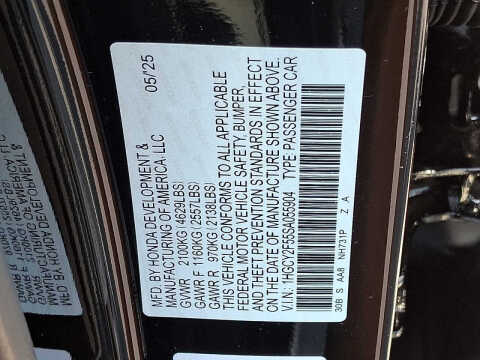 MFD. BY HONDA DEVELOPMENT & 05/'25
MANUFACTURING OF AMERICA. LLC
GVWR 2100KG (4629LBS)
GAWR F 1160KG (2557LBS)
GAWR R 970KG (2138LBS)
THIS VEHICLE CONFORMS TO ALL APPLICABLE
FEDERAL MOTOR VEHICLE SAFETY, BUMPER,
AND THEFT PREVENTION STANDARDS IN EFFECT
ON THE DATE OF MANUFACTURE SHOWN ABOVE.
V.I.N: 1HGCY2F55SA055904 TYPE: PASSENGER CAR
30B S AA8 NH731P Z A